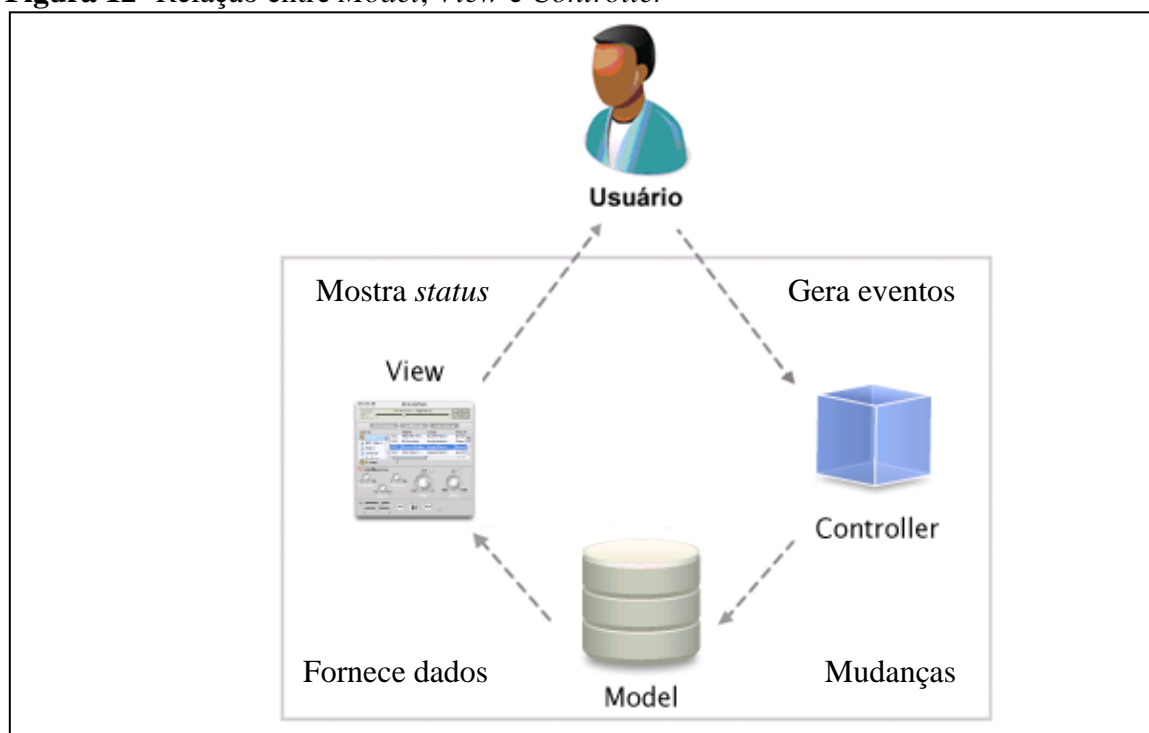 Figura 12- Relação entre Model, View e Controller
Usuário
Mostra status
Gera eventos
View
Controller
Fornece dados
Mudanças
Model